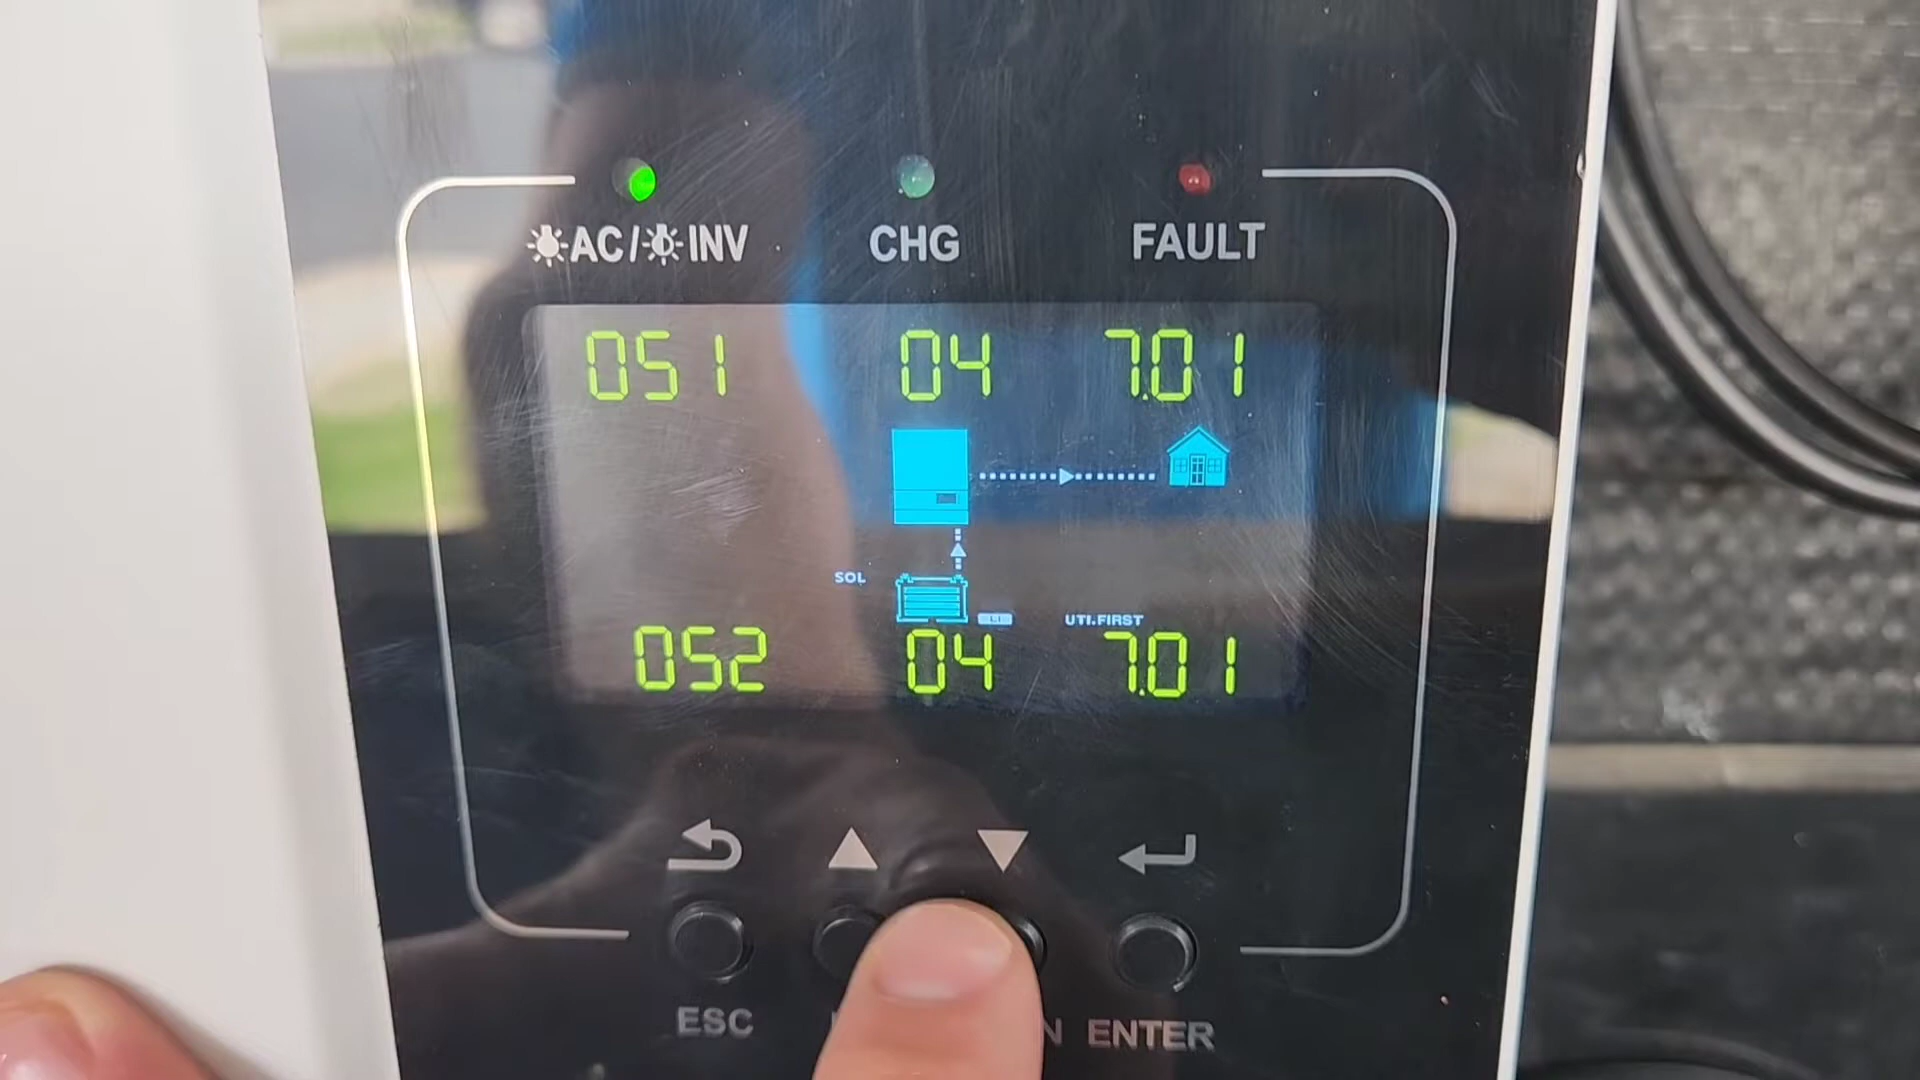 AC/INV CHG FAULT
051 04 7.01
SOL
UTI.FIRST
052 04 7.01
ESC ENTER